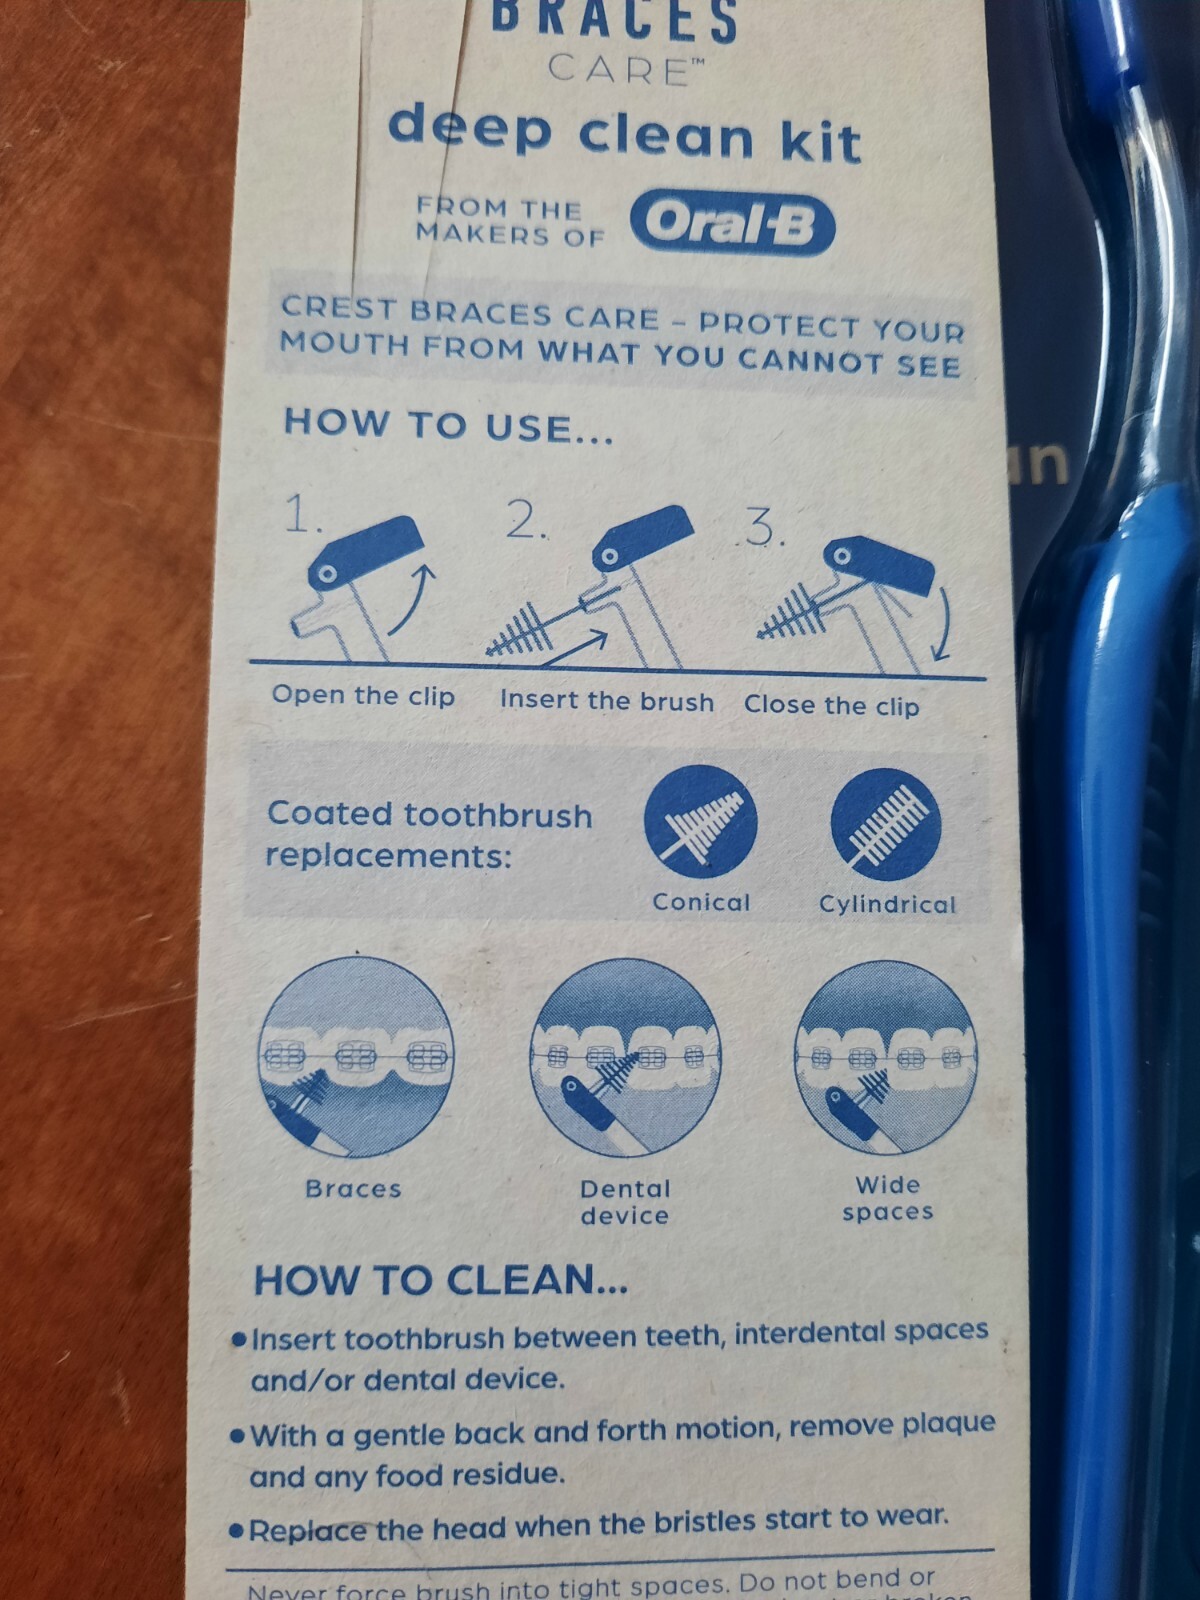 BRACES
CARE™
deep clean kit
FROM THE
MAKERS OF
Oral-B
CREST BRACES CARE – PROTECT YOUR
MOUTH FROM WHAT YOU CANNOT SEE
HOW TO USE...
1. 2. 3.
Open the clip Insert the brush Close the clip
Coated toothbrush
replacements:
Conical Cylindrical
Braces Dental device Wide spaces
HOW TO CLEAN...
•Insert toothbrush between teeth, interdental spaces
and/or dental device.
•With a gentle back and forth motion, remove plaque
and any food residue.
•Replace the head when the bristles start to wear.
Never force brush into tight spaces. Do not bend or